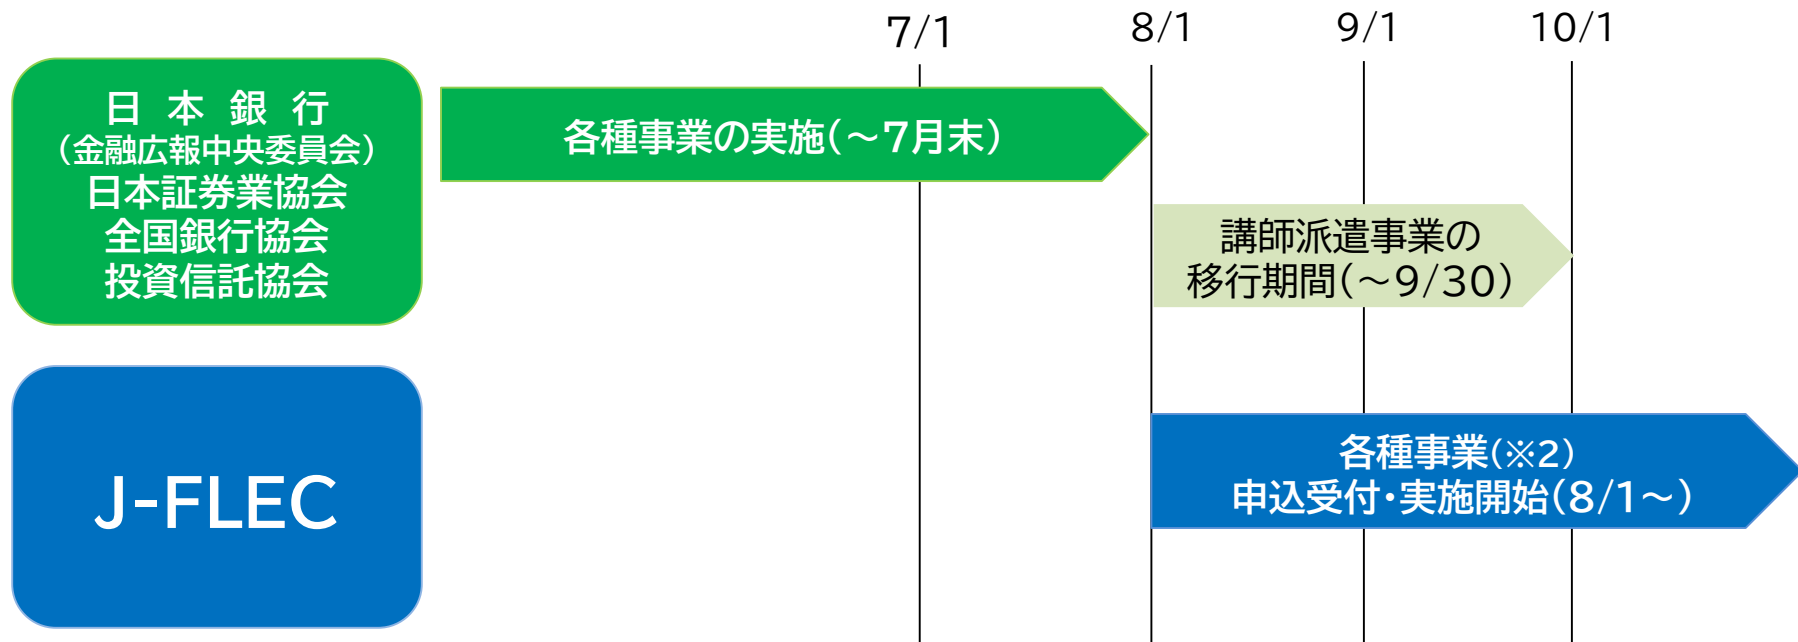 7/1
8/1
9/1
10/1
日本銀行
（金融広報中央委員会）
日本証券業協会
全国銀行協会
投資信託協会
各種事業の実施（～7月末）
講師派遣事業の
移行期間（～9/30）
J-FLEC
各種事業（※2）
申込受付・実施開始（8/1～）